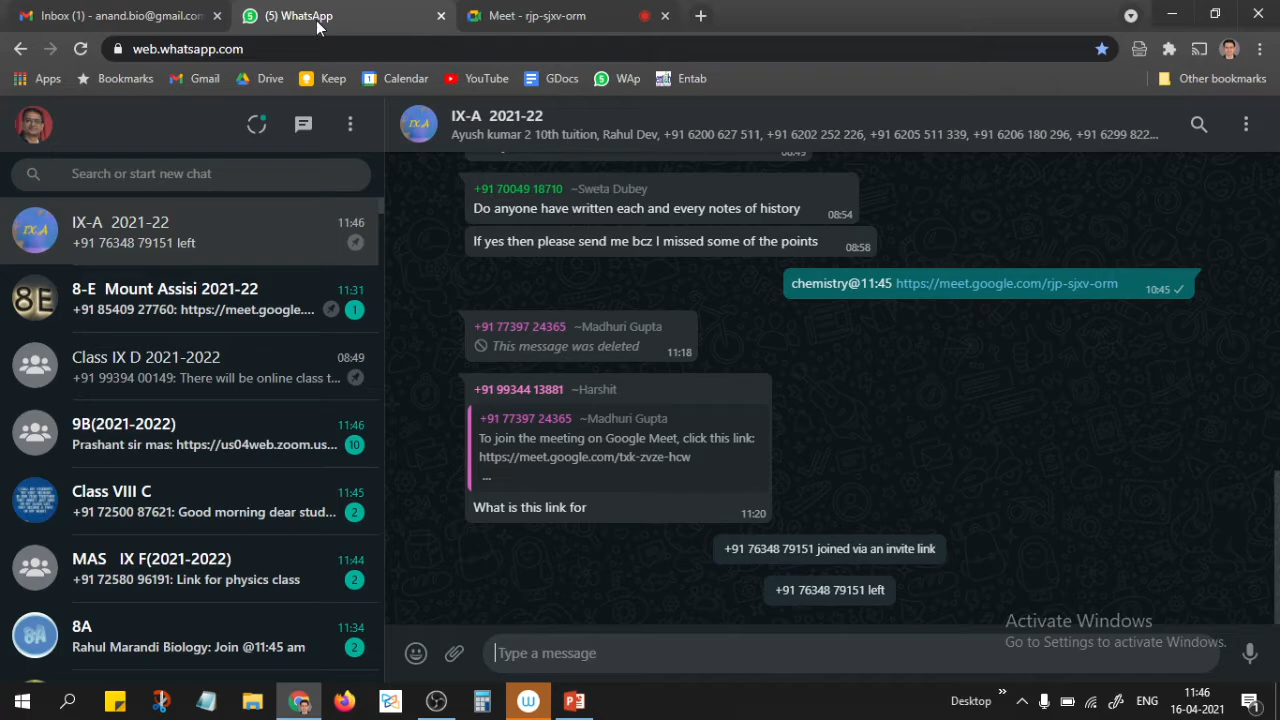 Inbox (1) - anand.bio@gmail.com
(5) WhatsApp
Meet - rjp-sjxv-orm
web.whatsapp.com
Apps
Bookmarks
Gmail
Drive
Keep
Calendar
YouTube
GDocs
WAp
Entab
Other bookmarks
Search or start new chat
IX-A 2021-22
11:46
+91 76348 79151 left
8-E Mount Assisi 2021-22
11:31
+91 85409 27760: https://meet.google....
1
Class IX D 2021-2022
08:49
+91 99394 00149: There will be online class t...
9B(2021-2022)
11:46
Prashant sir mas: https://us04web.zoom.us...
10
Class VIII C
11:45
+91 72500 87621: Good morning dear stud...
2
MAS IX F(2021-2022)
11:44
+91 72580 96191: Link for physics class
2
8A
11:34
Rahul Marandi Biology: Join @11:45 am
2
IX-A 2021-22
Ayush kumar 2 10th tuition, Rahul Dev, +91 6200 627 511, +91 6202 252 226, +91 6205 511 339, +91 6206 180 296, +91 6299 822...
08:49
+91 70049 18710 ~Sweta Dubey
Do anyone have written each and every notes of history
08:54
If yes then please send me bcz I missed some of the points
08:58
chemistry@11:45 https://meet.google.com/rjp-sjxv-orm
10:45
+91 77397 24365 ~Madhuri Gupta
This message was deleted
11:18
+91 99344 13881 ~Harshit
+91 77397 24365 ~Madhuri Gupta
To join the meeting on Google Meet, click this link:
https://meet.google.com/txk-zvze-hcw
...
What is this link for
11:20
+91 76348 79151 joined via an invite link
+91 76348 79151 left
Activate Windows
Go to Settings to activate Windows.
Type a message
Desktop
ENG
11:46
16-04-2021